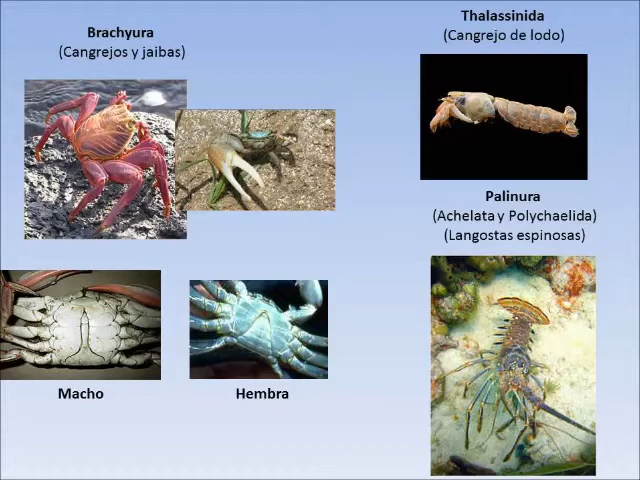 Brachyura
(Cangrejos y jaibas)
Thalassinida
(Cangrejo de lodo)
Palinura
(Achelata y Polychaelida)
(Langostas espinosas)
Macho
Hembra